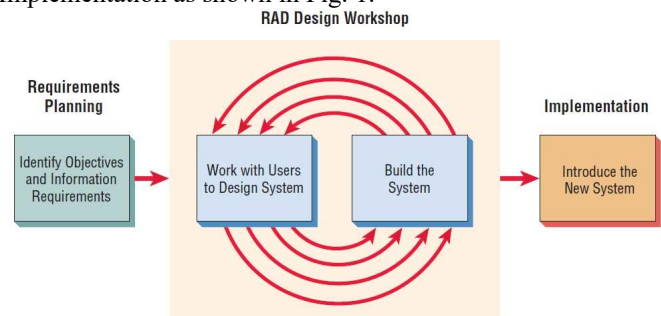 Implementation as shown in Fig. 1.
RAD Design Workshop
Requirements
Planning
Implementation
Identify Objectives
and Information
Requirements
Work with Users
to Design System
Build the
System
Introduce the
New System